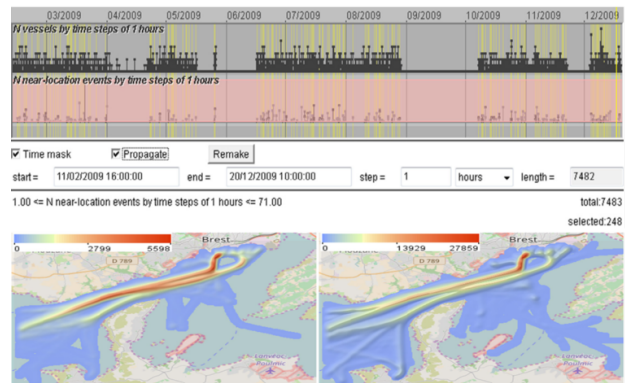 03/2009 04/2009 05/2009 06/2009 07/2009 08/2009 09/2009 10/2009 11/2009 12/2009
N vessels by time steps of 1 hours
N near-location events by time steps of 1 hours
Time mask Propagate Remake
start = 11/02/2009 16:00:00 end = 20/12/2009 10:00:00 step = 1 hours length = 7482
1.00 <= N near-location events by time steps of 1 hours <= 71.00 total:7483
selected:248
0 2799 5598 Brest 0 13929 27859 Brest
D 789 D 789